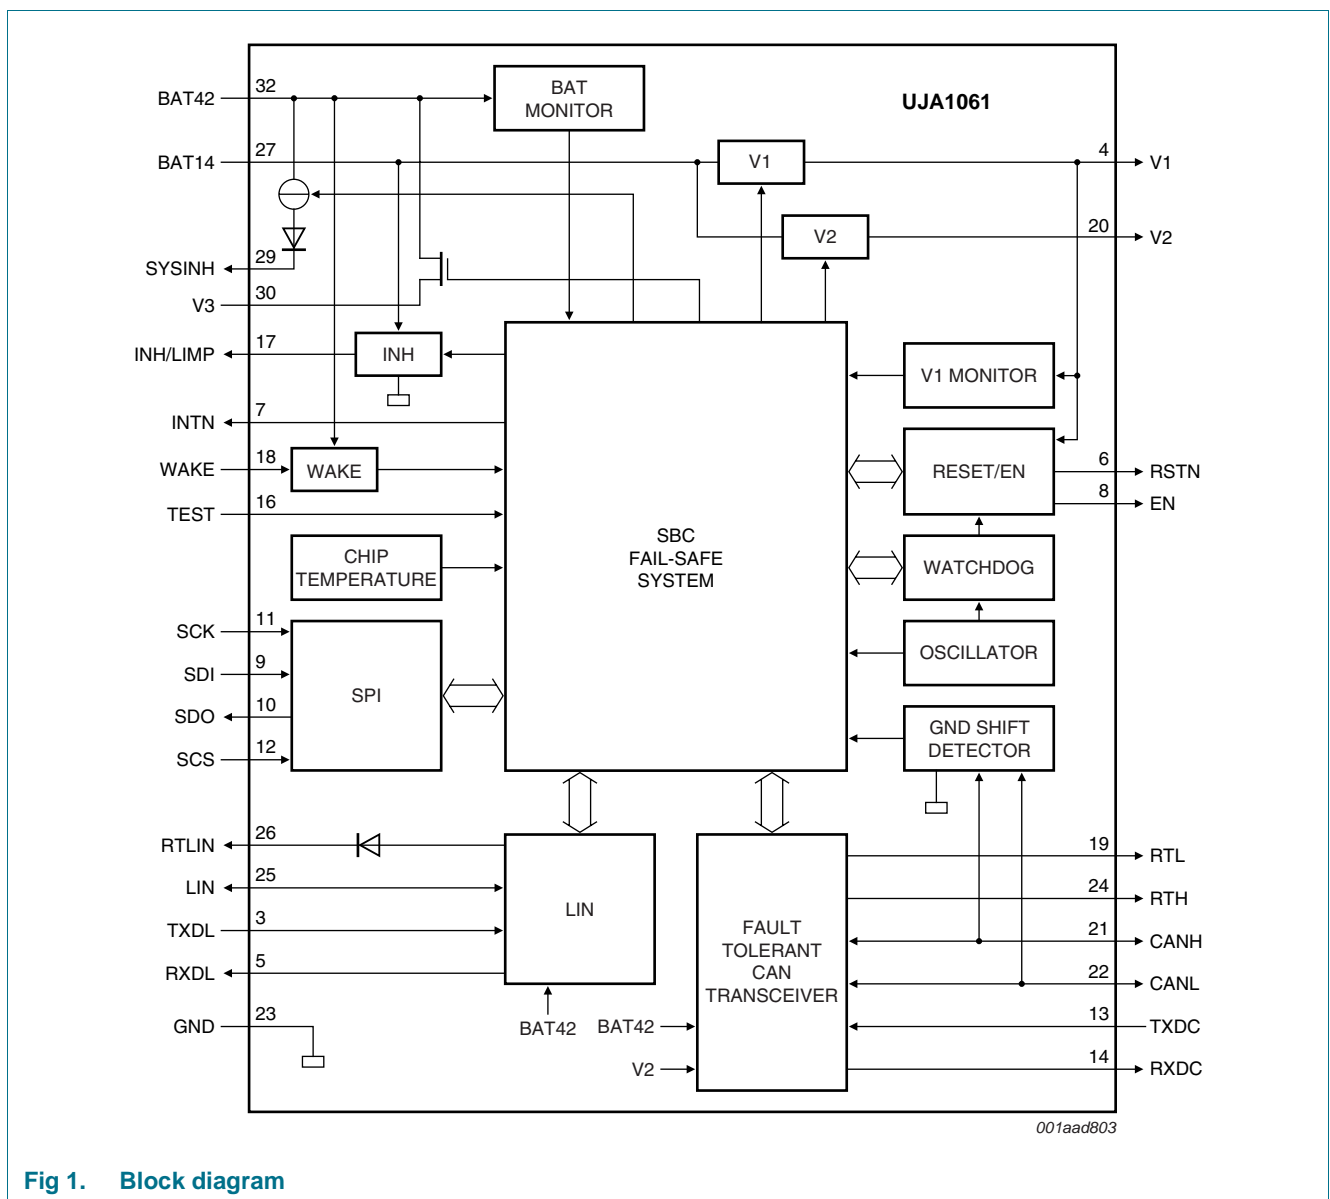 UJA1061
BAT42
32
BAT
MONITOR
BAT14
27
V1
4
V1
V2
20
V2
SYSINH
29
V3
30
INH/LIMP
17
INH
V1 MONITOR
INTN
7
WAKE
18
WAKE
RESET/EN
6
RSTN
8
EN
TEST
16
SBC
FAIL-SAFE
SYSTEM
CHIP
TEMPERATURE
WATCHDOG
SCK
11
OSCILLATOR
SDI
9
SPI
SDO
10
SCS
12
GND SHIFT
DETECTOR
RTLIN
26
19
RTL
LIN
25
LIN
24
RTH
TXDL
3
FAULT
TOLERANT
CAN
TRANSCEIVER
21
CANH
RXDL
5
22
CANL
GND
23
BAT42
BAT42
13
TXDC
V2
14
RXDC
001aad803
Fig 1. Block diagram